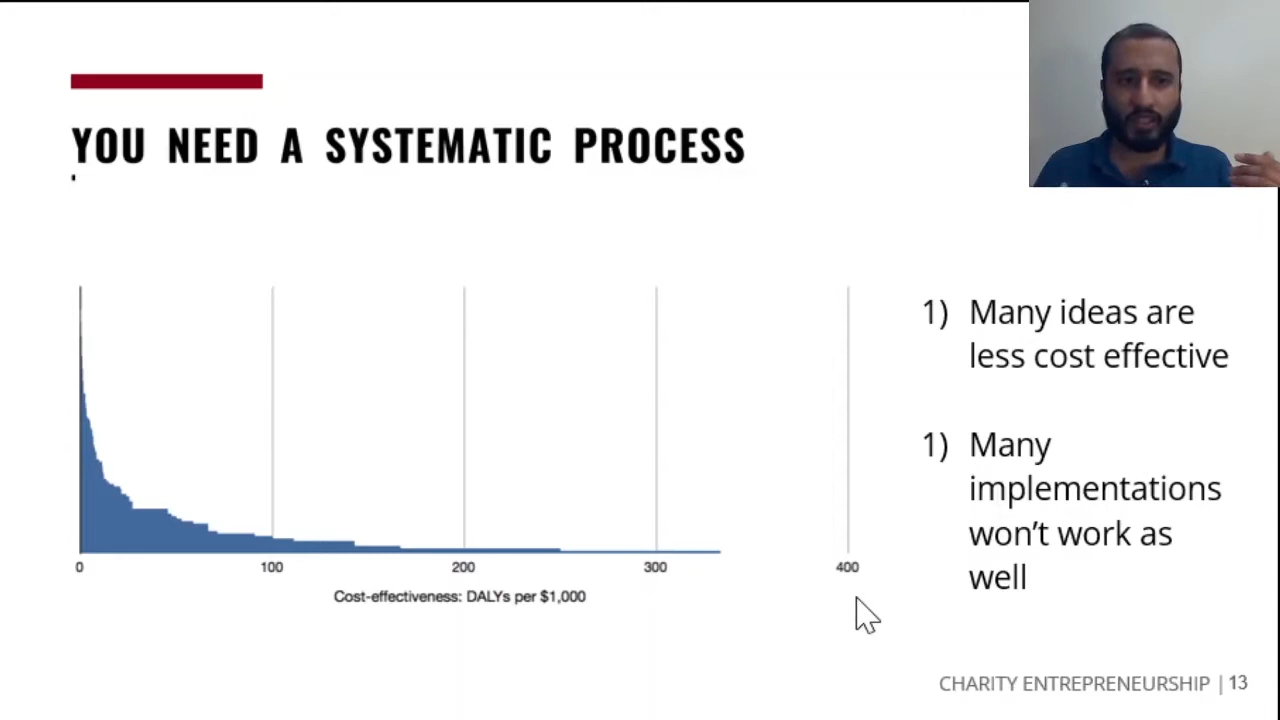 YOU NEED A SYSTEMATIC PROCESS
0
100
200
300
400
Cost-effectiveness: DALYs per $1,000
1) Many ideas are
less cost effective
1) Many
implementations
won’t work as
well
CHARITY ENTREPRENEURSHIP | 13